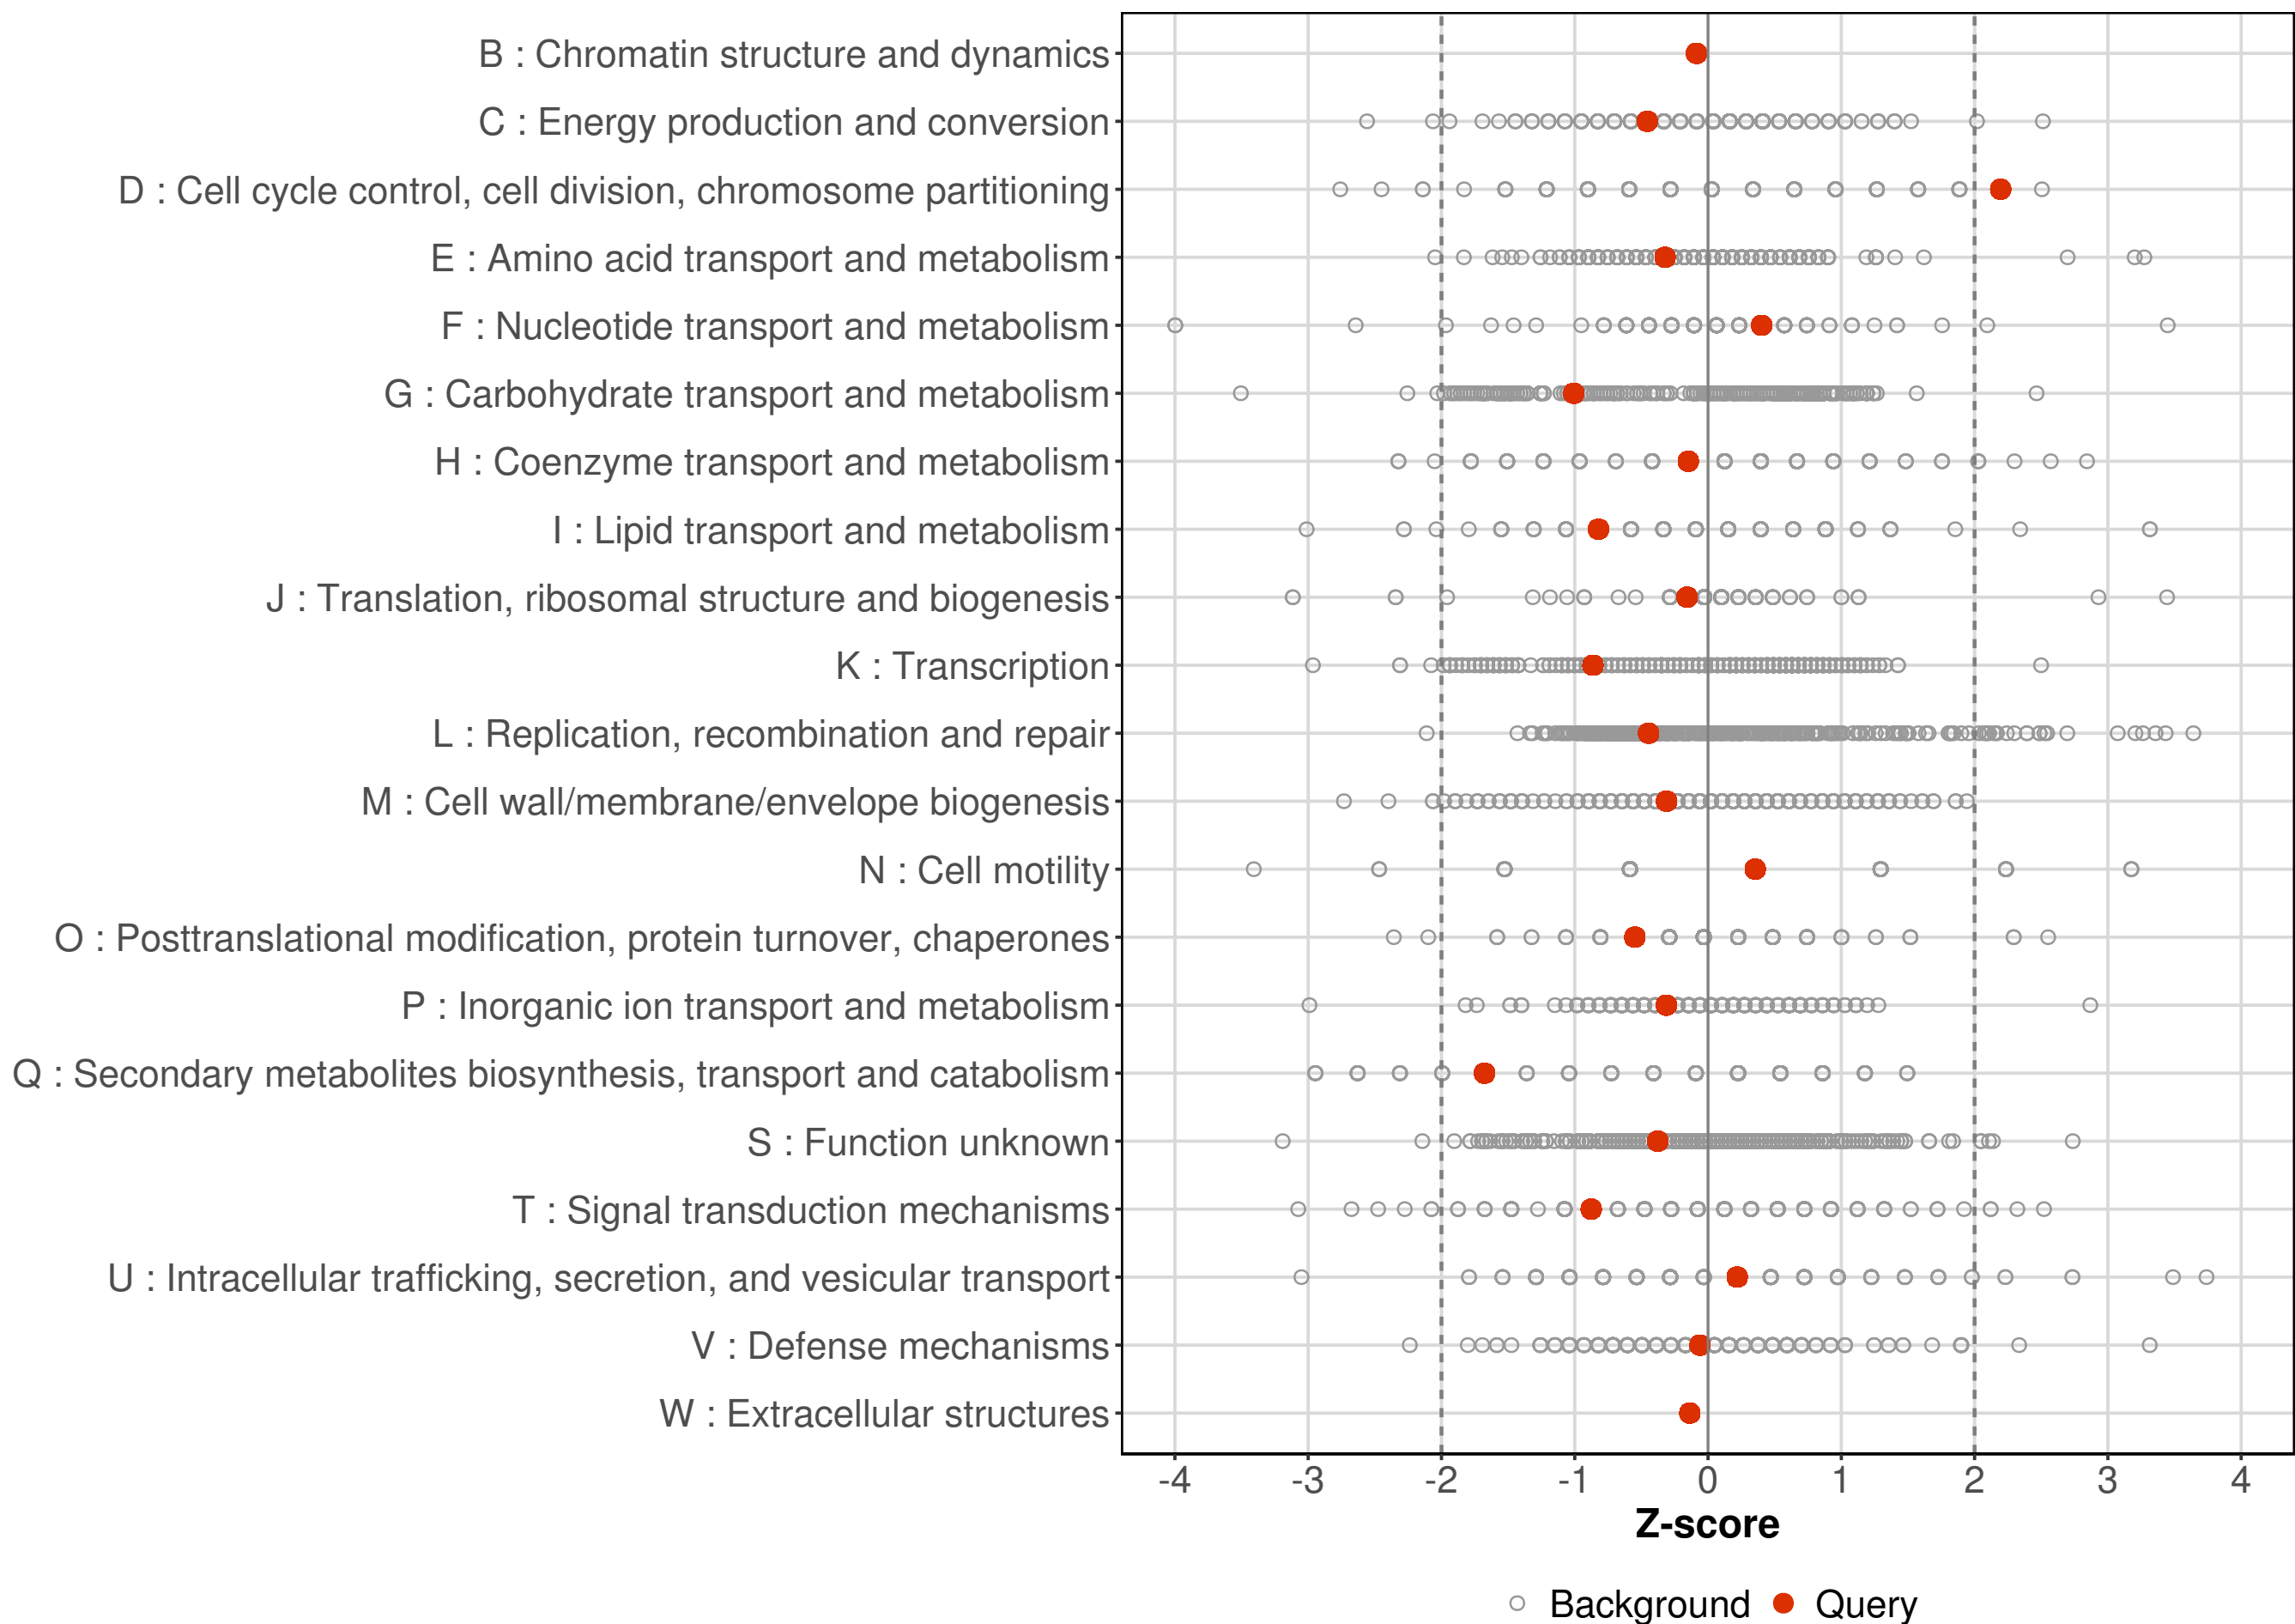 B : Chromatin structure and dynamics
C : Energy production and conversion
D : Cell cycle control, cell division, chromosome partitioning
E : Amino acid transport and metabolism
F : Nucleotide transport and metabolism
G : Carbohydrate transport and metabolism
H : Coenzyme transport and metabolism
I : Lipid transport and metabolism
J : Translation, ribosomal structure and biogenesis
K : Transcription
L : Replication, recombination and repair
M : Cell wall/membrane/envelope biogenesis
N : Cell motility
O : Posttranslational modification, protein turnover, chaperones
P : Inorganic ion transport and metabolism
Q : Secondary metabolites biosynthesis, transport and catabolism
S : Function unknown
T : Signal transduction mechanisms
U : Intracellular trafficking, secretion, and vesicular transport
V : Defense mechanisms
W : Extracellular structures
-4 -3 -2 -1 0 1 2 3 4
Z-score
Background Query